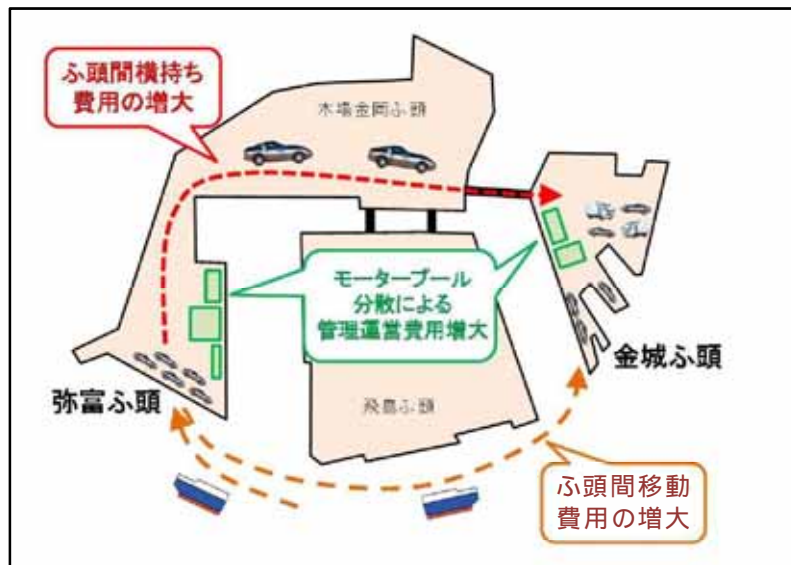 ふ頭間横持ち
費用の増大
木場金岡ふ頭
モータープール
分散による
管理運営費用増大
弥富ふ頭
金城ふ頭
飛島ふ頭
ふ頭間移動
費用の増大